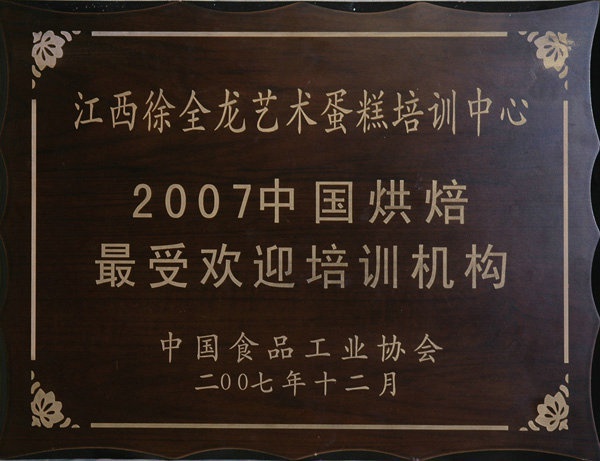 江西徐全龙艺术蛋糕培训中心
2007中国烘焙
最受欢迎培训机构
中国食品工业协会
二00七年十二月